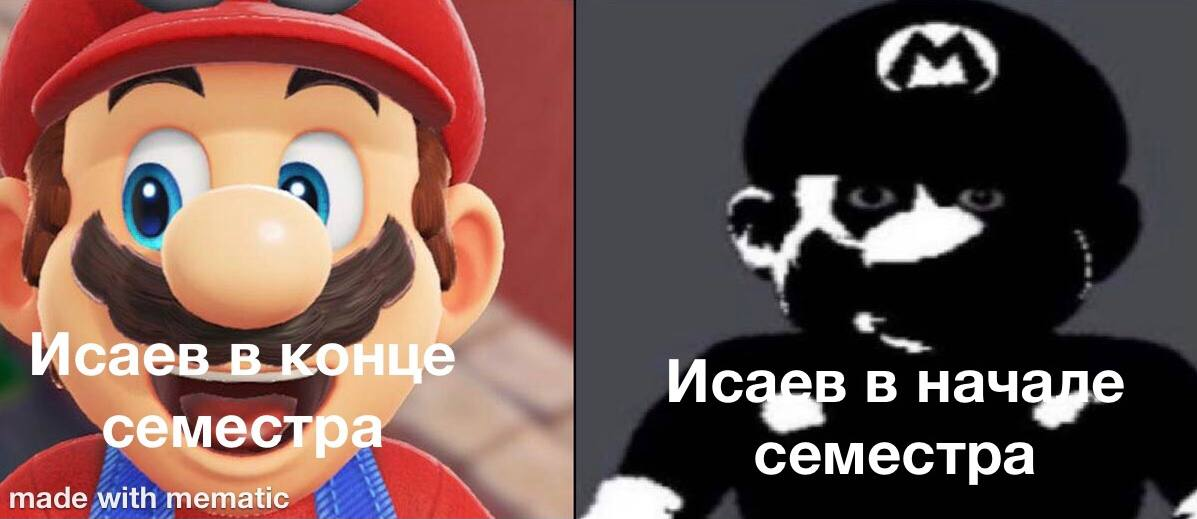 M
Исаев в конце
семестра
Исаев в начале
семестра
made with mematic